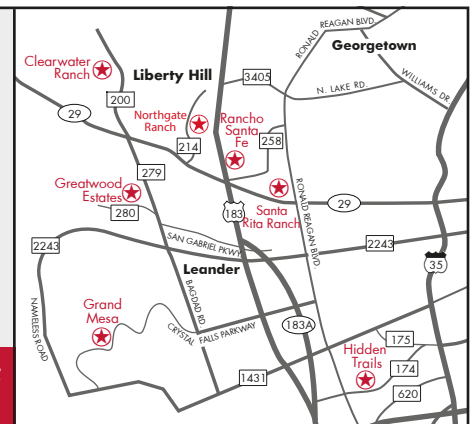 RONALD REAGAN BLVD.
Georgetown
Clearwater
Ranch
Liberty Hill
3405
WILLIAMS DR.
N. LAKE RD.
200
29
Northgate
Ranch
Rancho
Santa
Fe
258
214
279
Greatwood
Estates
280
183
Santa
Rita Ranch
29
RONALD REAGAN BLVD.
SAN GABRIEL PKWY
2243
2243
Leander
35
NAMELESS ROAD
BAGDAD RD.
Grand
Mesa
CRYSTAL FALLS PARKWAY
183A
175
Hidden
Trails
174
1431
620